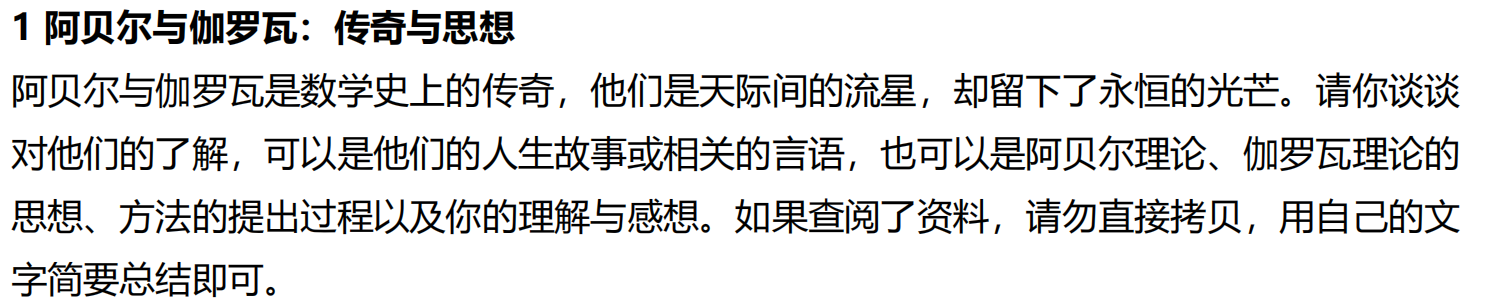 1 阿贝尔与伽罗瓦：传奇与思想
阿贝尔与伽罗瓦是数学史上的传奇，他们是天际间的流星，却留下了永恒的光芒。请你谈谈
对他们的了解，可以是他们的人生故事或相关的言语，也可以是阿贝尔理论、伽罗瓦理论的
思想、方法的提出过程以及你的理解与感想。如果查阅了资料，请勿直接拷贝，用自己的文
字简要总结即可。